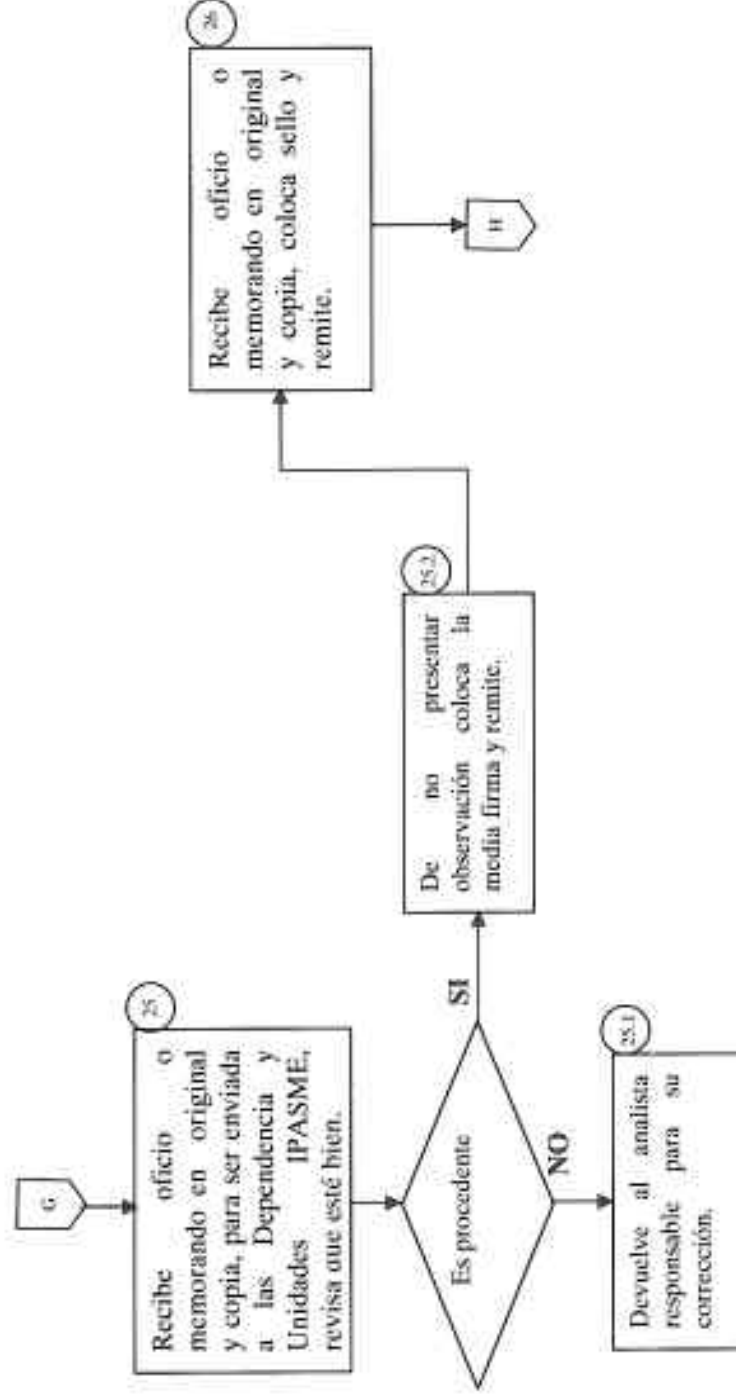 G
25
Recibe oficio o
memorando en original
y copia, para ser enviada
a las Dependencia y
Unidades IPASME,
revisa que esté bien.
Es procedente
SI
NO
25.1
Devuelve al analista
responsable para su
corrección.
25.2
De no presentar
observación coloca la
media firma y remite.
26
Recibe oficio o
memorando en original
y copia, coloca sello y
remite.
H